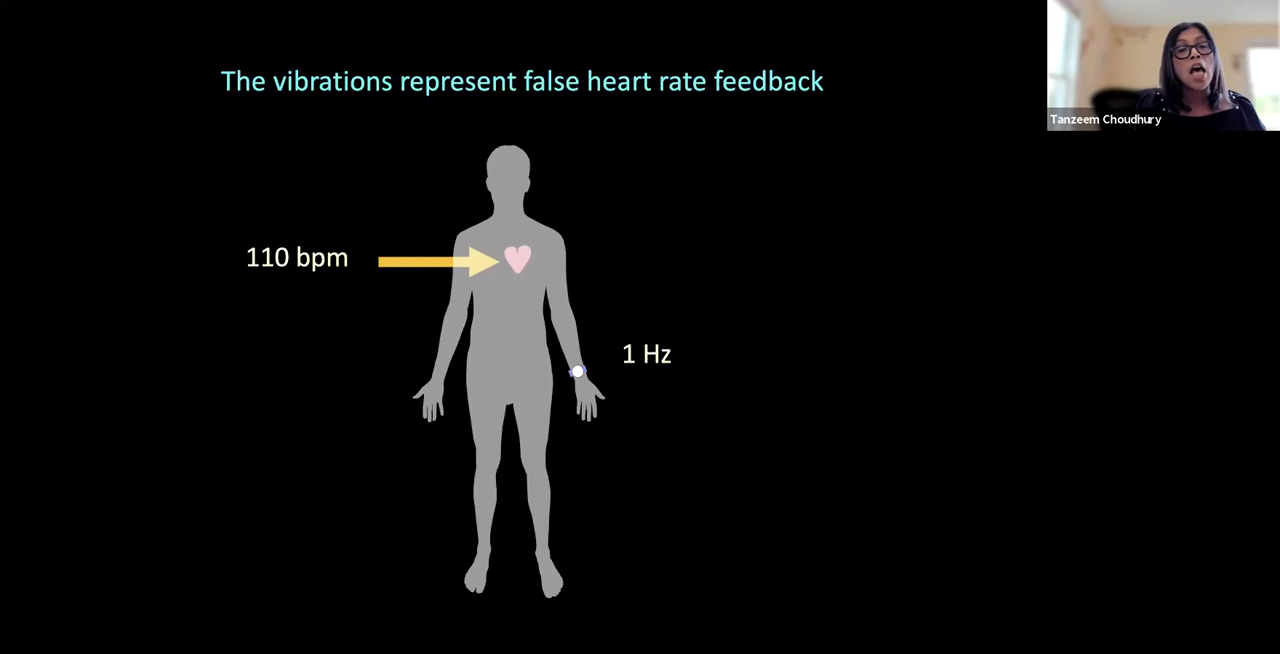 The vibrations represent false heart rate feedback
Tanzeem Choudhury
110 bpm
1 Hz